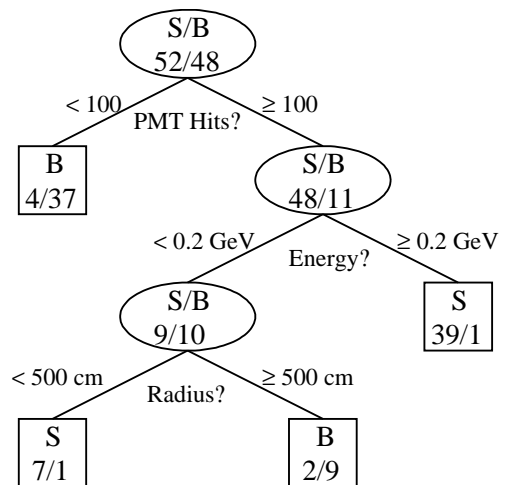 S/B
52/48
< 100
≥ 100
PMT Hits?
B
4/37
S/B
48/11
< 0.2 GeV
≥ 0.2 GeV
Energy?
S/B
9/10
S
39/1
< 500 cm
≥ 500 cm
Radius?
S
7/1
B
2/9